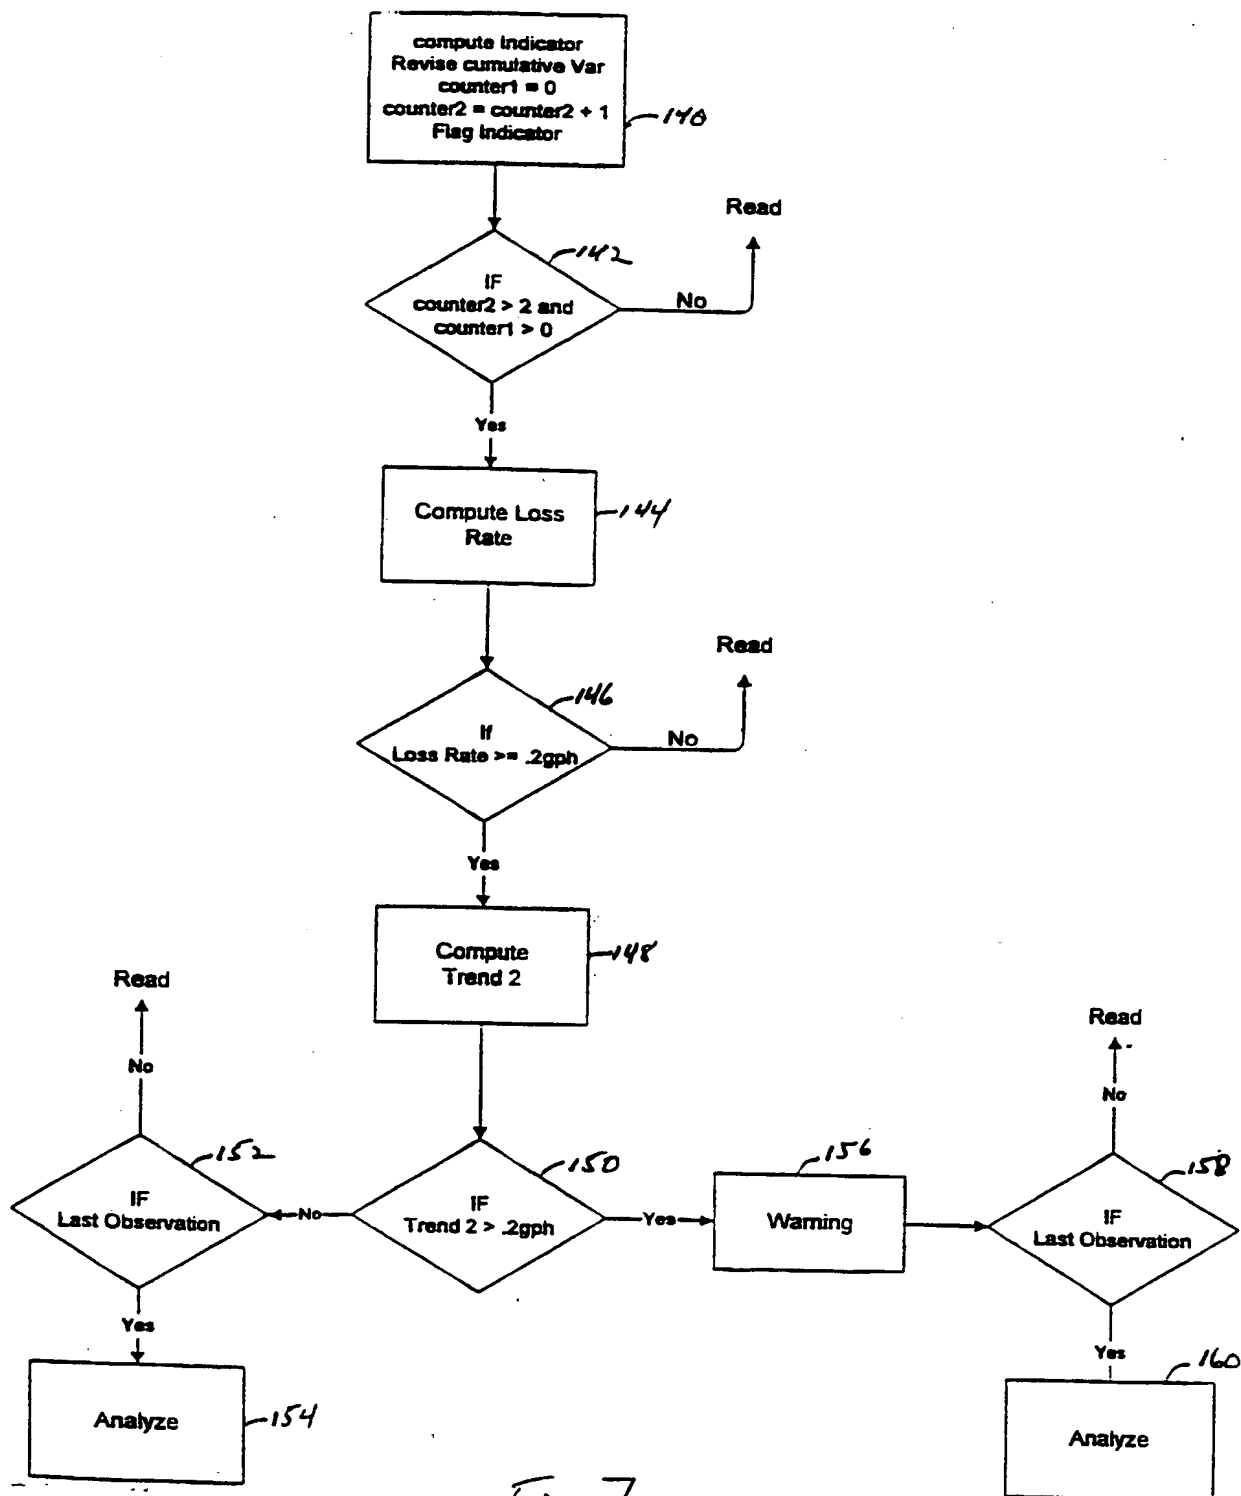 compute Indicator
Revise cumulative Var
counter1 = 0
counter2 = counter2 + 1
Flag Indicator
140
Read
142
IF
counter2 > 2 and
counter1 > 0
No
Yes
Compute Loss
Rate
144
Read
146
If
Loss Rate >= .2gph
No
Yes
Compute
Trend 2
148
Read
Read
No
No
152
150
156
158
IF
Last Observation
No
IF
Trend 2 > .2gph
Yes
Warning
IF
Last Observation
Yes
Yes
160
Analyze
154
Analyze